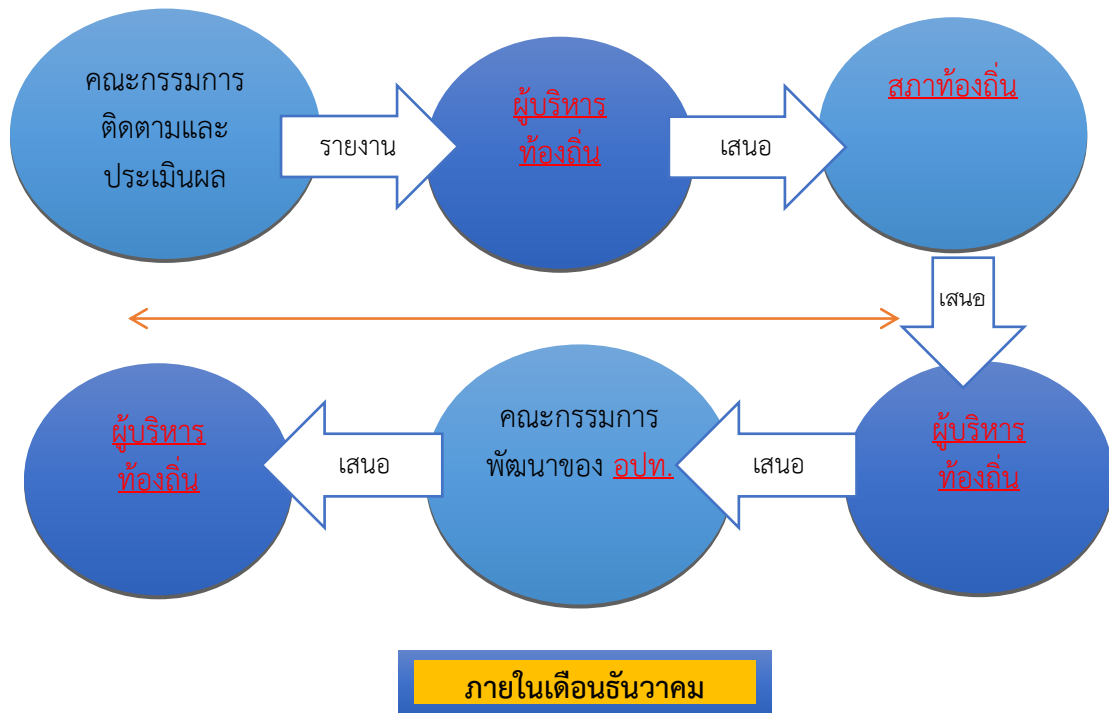 คณะกรรมการ
ติดตามและ
ประเมินผล
รายงาน
ผู้บริหาร
ท้องถิ่น
เสนอ
สภาท้องถิ่น
เสนอ
ผู้บริหาร
ท้องถิ่น
เสนอ
คณะกรรมการ
พัฒนาของ อปท.
เสนอ
ผู้บริหาร
ท้องถิ่น
ภายในเดือนธันวาคม